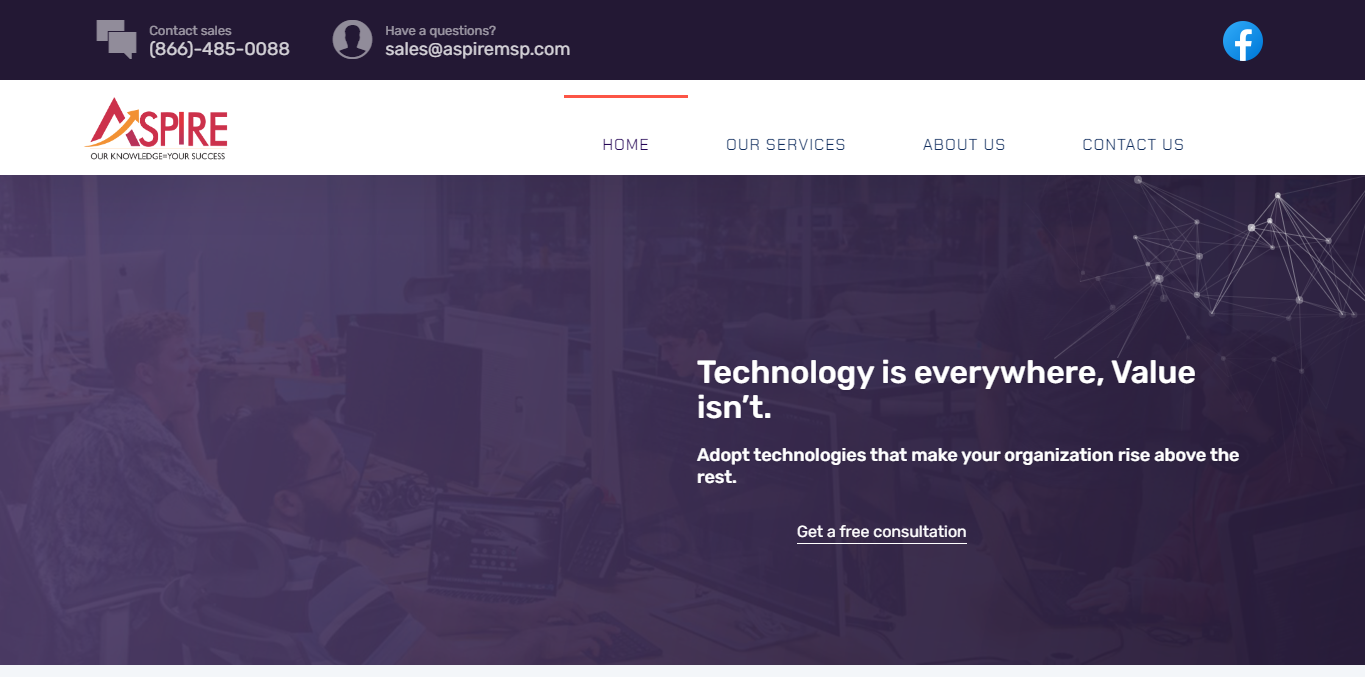 Contact sales
(866)-485-0088
Have a questions?
sales@aspiremsp.com
ASPIRE
OUR KNOWLEDGE=YOUR SUCCESS
HOME
OUR SERVICES
ABOUT US
CONTACT US
Technology is everywhere, Value
isn’t.
Adopt technologies that make your organization rise above the
rest.
Get a free consultation